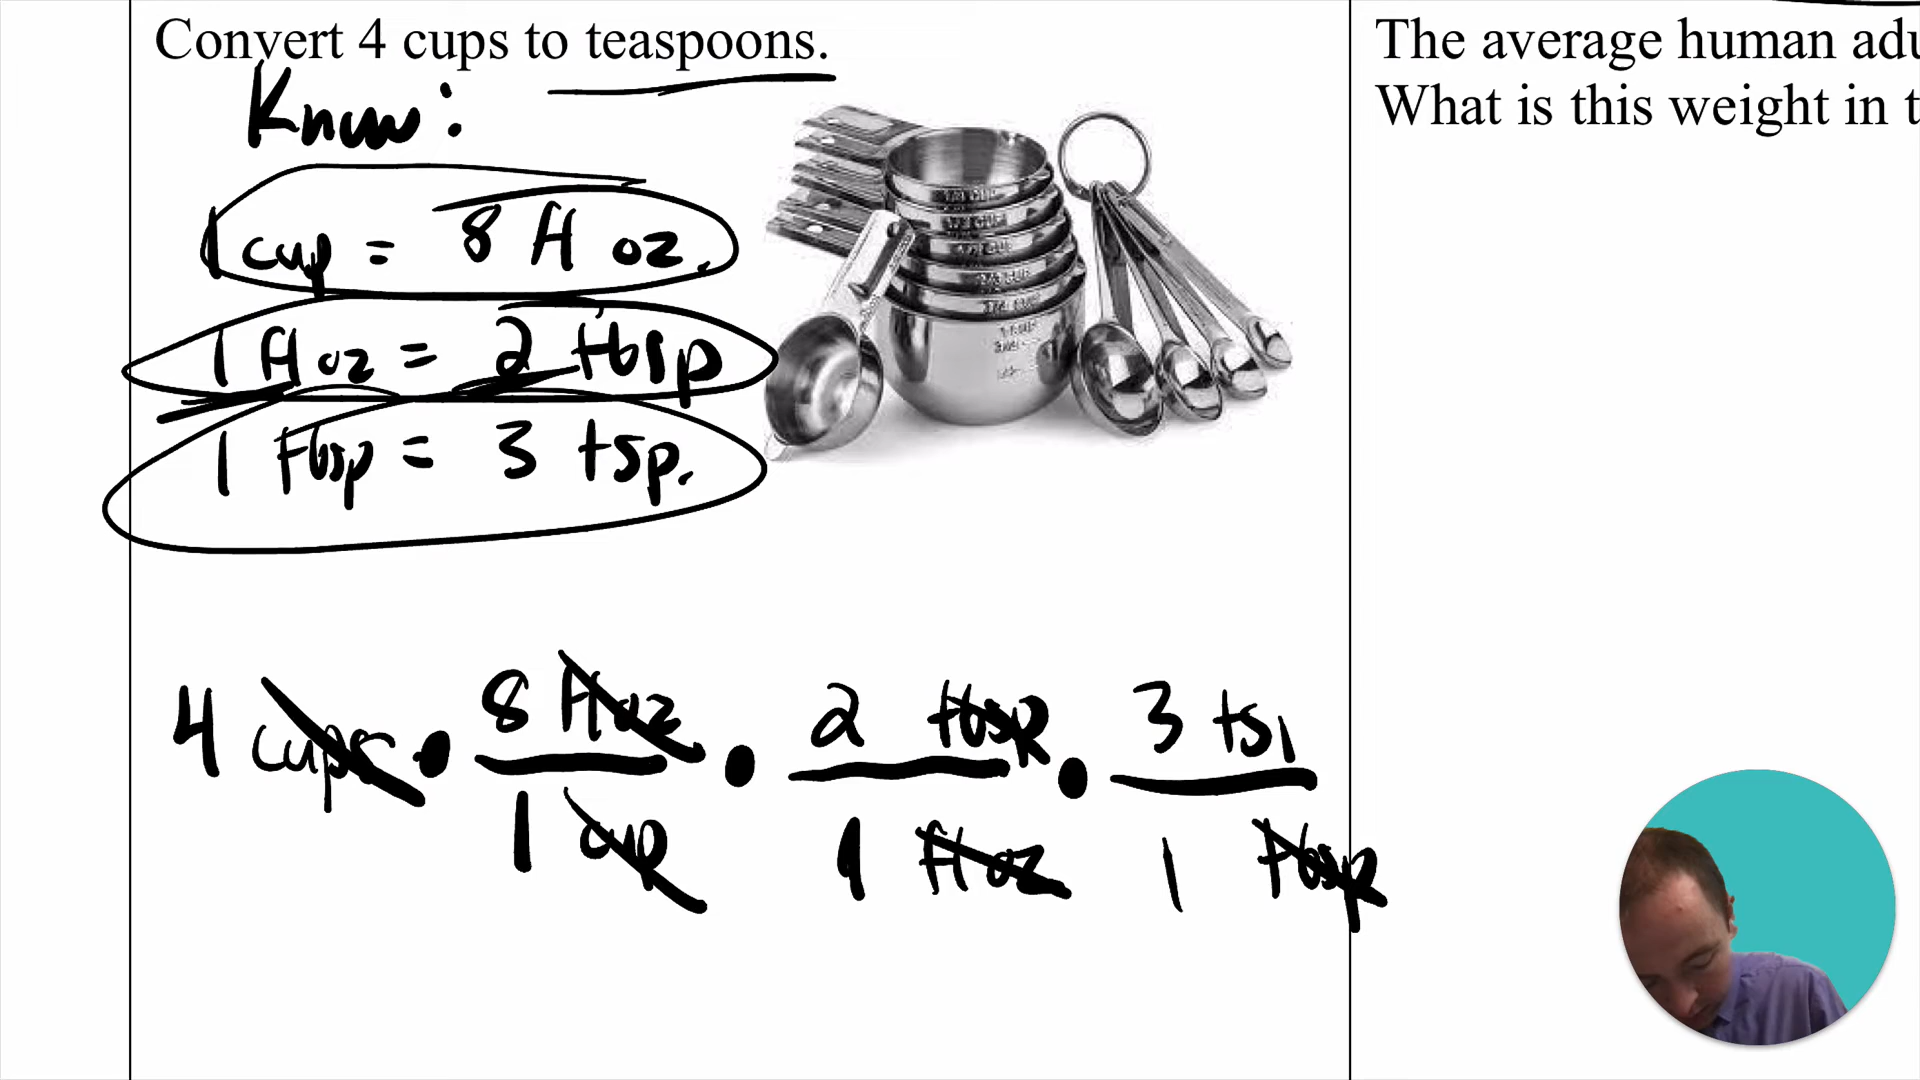 Convert 4 cups to teaspoons.
Know:
1 cup = 8 fl oz.
1 fl oz = 2 tbsp
1 tbsp = 3 tsp.
4 cups • 8 fl oz / 1 cup • 2 tbsp / 1 fl oz • 3 tsp / 1 tbsp
The average human adu
What is this weight in t